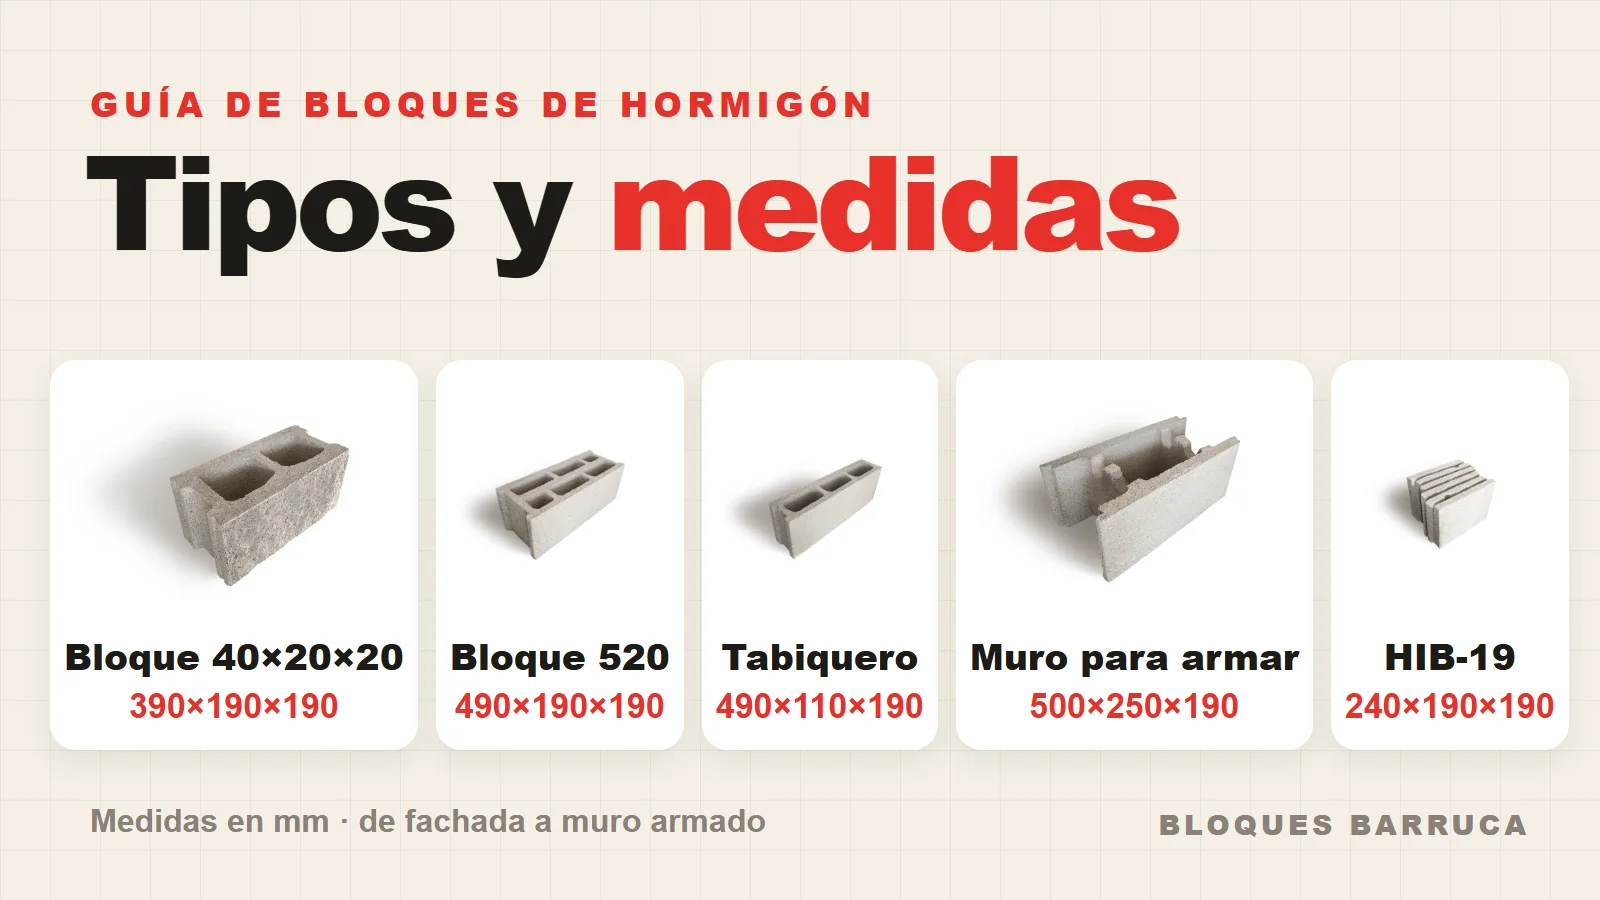 GUÍA DE BLOQUES DE HORMIGÓN
Tipos y medidas
Bloque 40×20×20
390×190×190
Bloque 520
490×190×190
Tabiquero
490×110×190
Muro para armar
500×250×190
HIB-19
240×190×190
Medidas en mm · de fachada a muro armado
BLOQUES BARRUCA